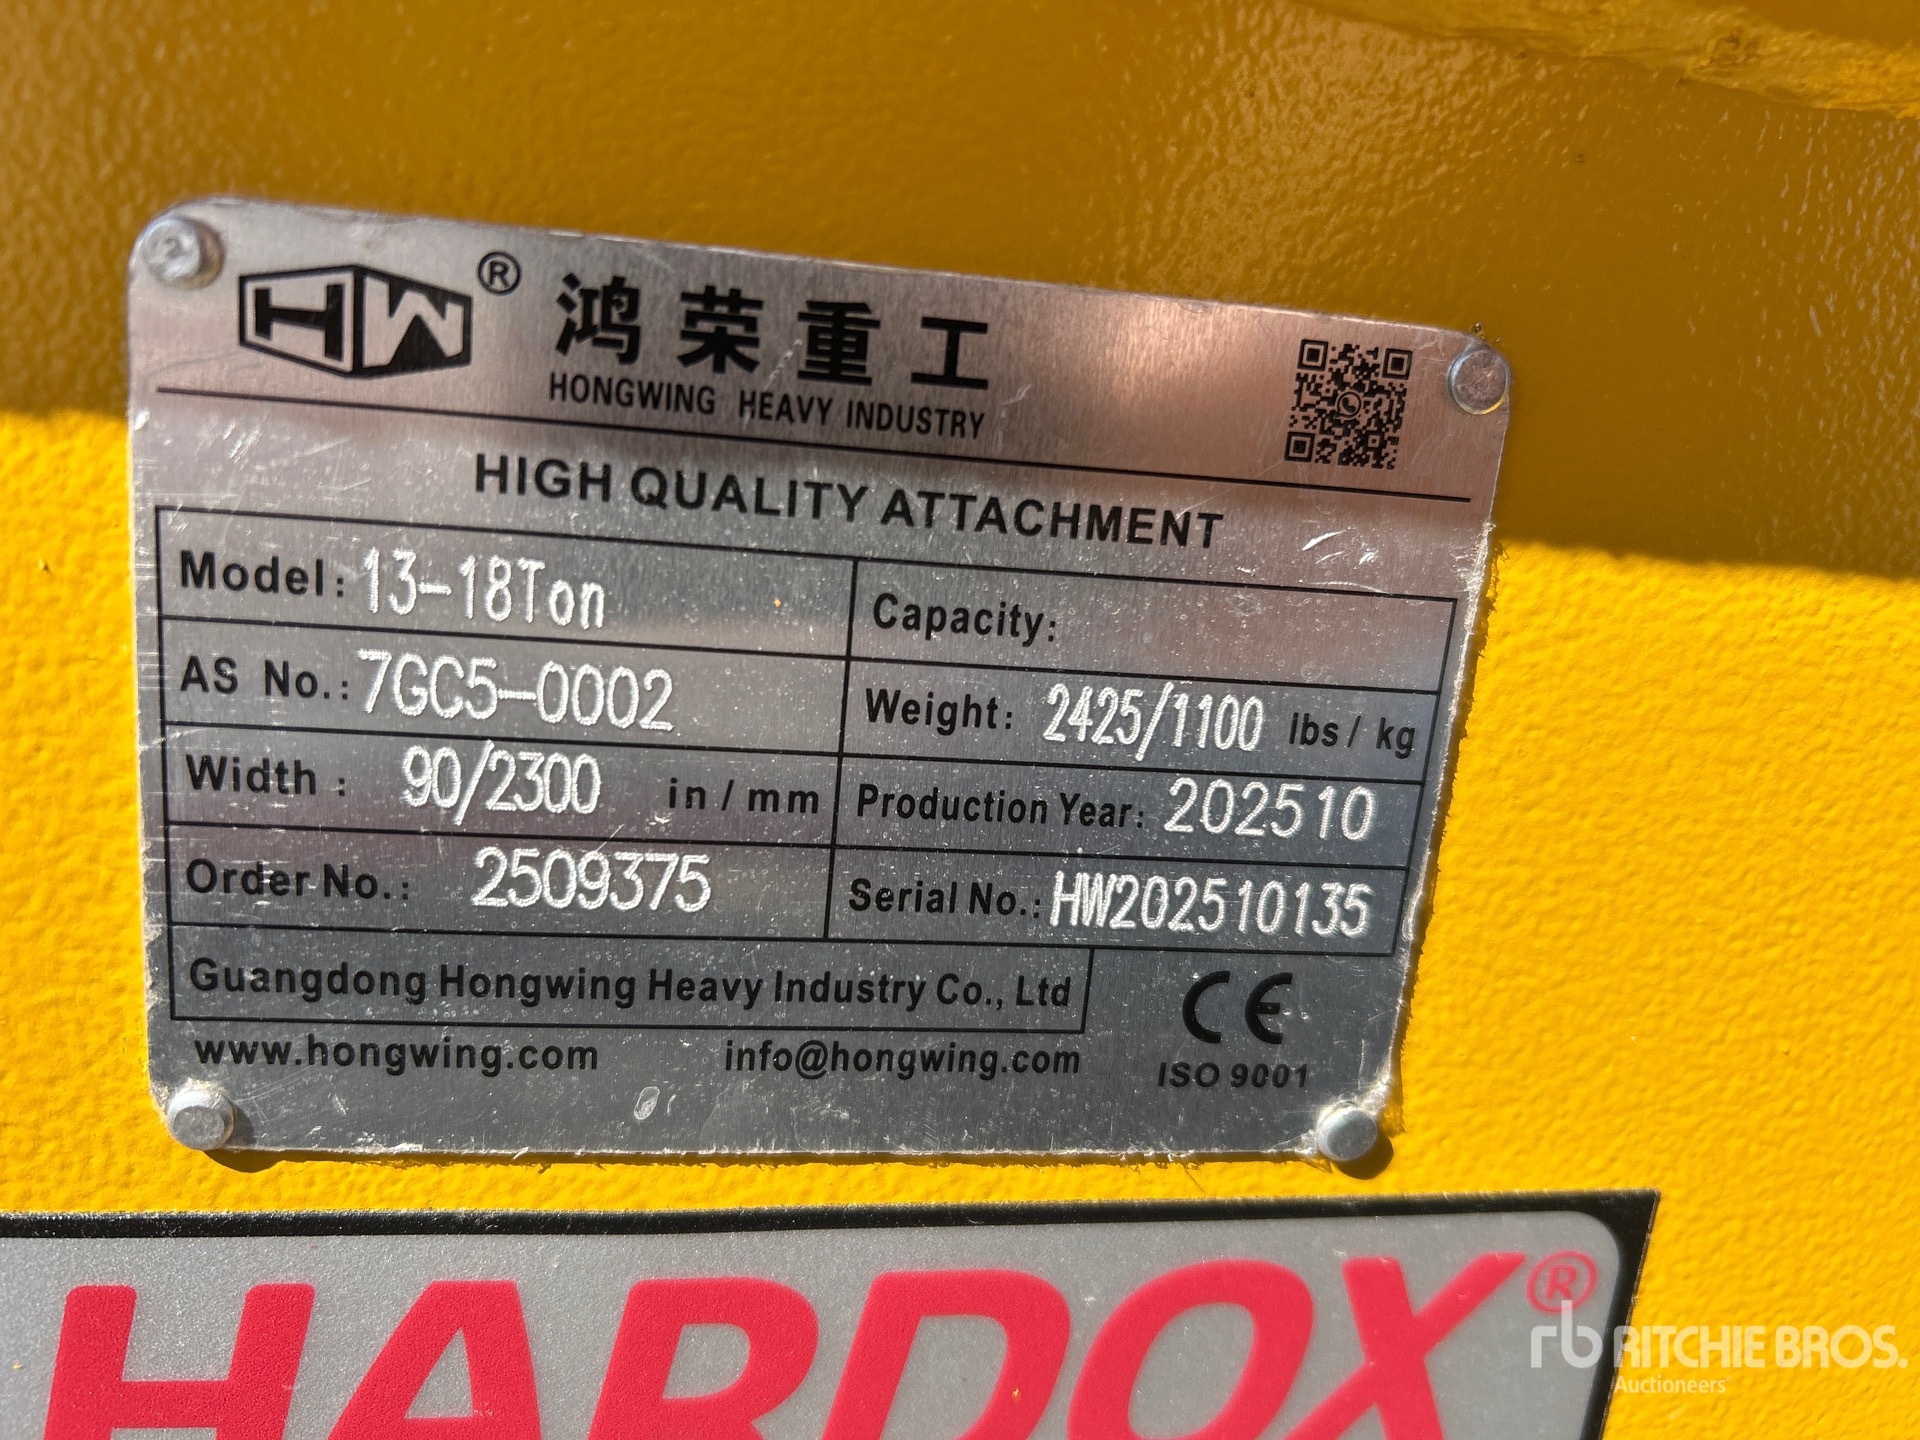 HW® 鸿荣重工
HONGWING HEAVY INDUSTRY
HIGH QUALITY ATTACHMENT
Model: 13-18Ton
Capacity:
AS No.: 7GC5-0002
Weight: 2425/1100 lbs/kg
Width: 90/2300 in/mm
Production Year: 202510
Order No.: 2509375
Serial No.: HW202510135
Guangdong Hongwing Heavy Industry Co., Ltd
CE
www.hongwing.com info@hongwing.com
ISO 9001
HARDOX®
rb RITCHIE BROS.
Auctioneers